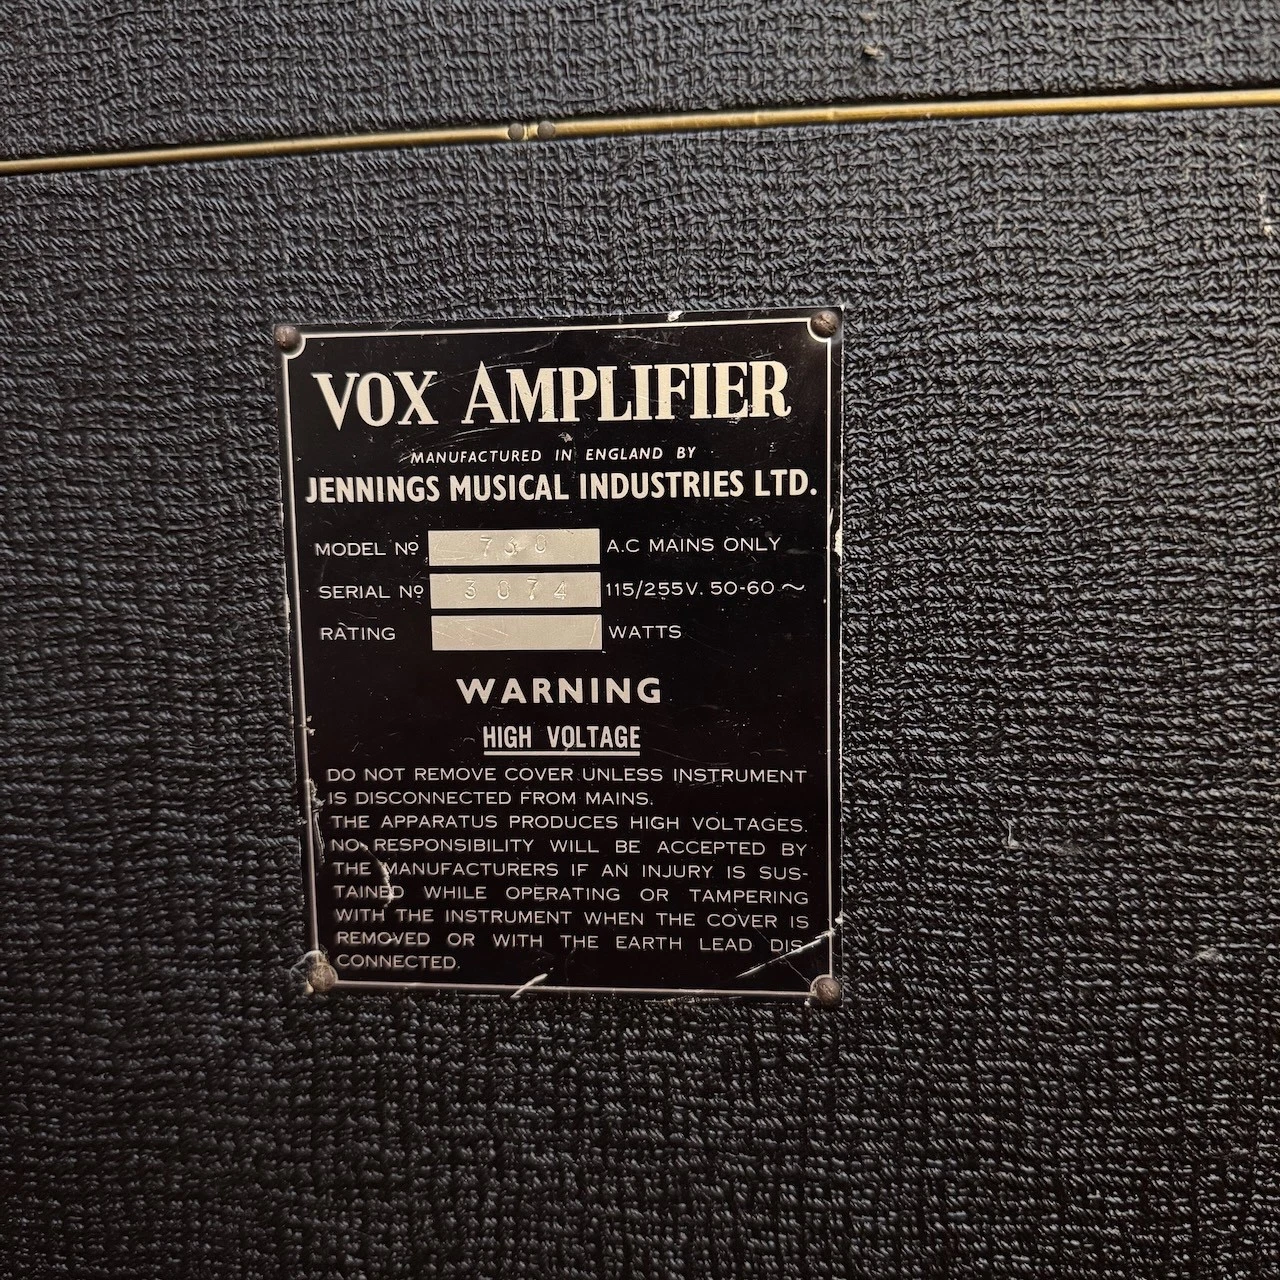 VOX AMPLIFIER
MANUFACTURED IN ENGLAND BY
JENNINGS MUSICAL INDUSTRIES LTD.
MODEL Nº 730 A.C MAINS ONLY
SERIAL Nº 3074 115/255V. 50-60 ~
RATING WATTS
WARNING
HIGH VOLTAGE
DO NOT REMOVE COVER UNLESS INSTRUMENT
IS DISCONNECTED FROM MAINS.
THE APPARATUS PRODUCES HIGH VOLTAGES.
NO RESPONSIBILITY WILL BE ACCEPTED BY
THE MANUFACTURERS IF AN INJURY IS SUS-
TAINED WHILE OPERATING OR TAMPERING
WITH THE INSTRUMENT WHEN THE COVER IS
REMOVED OR WITH THE EARTH LEAD DIS
CONNECTED.